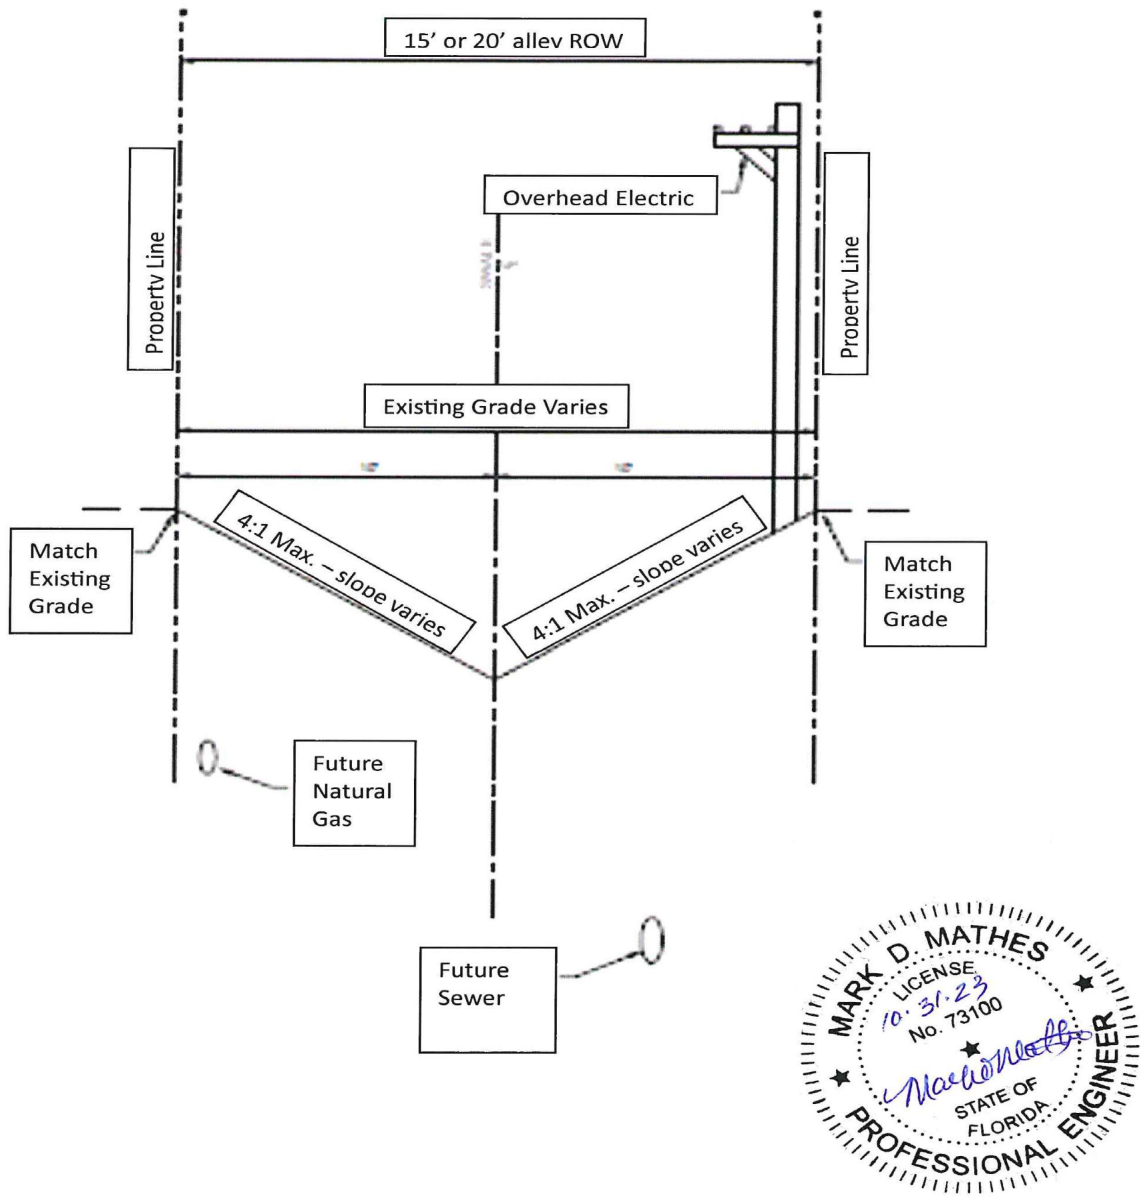 15’ or 20’ alley ROW
Overhead Electric
Property Line
Property Line
Existing Grade Varies
4:1 Max. – slope varies
4:1 Max. – slope varies
Match
Existing
Grade
Match
Existing
Grade
Future
Natural
Gas
Future
Sewer
MARK D. MATHES
LICENSE
10.31.23
No. 73100
STATE OF
FLORIDA
PROFESSIONAL ENGINEER